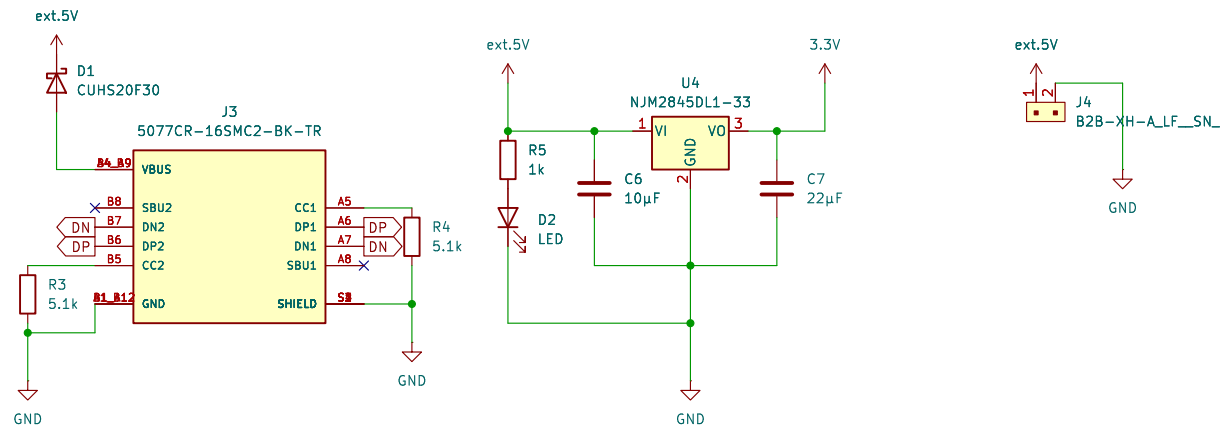 ext.5V
D1
CUHS20F30
J3
5077CR-16SMC2-BK-TR
VBUS
B8
SBU2
DN
B7
DN2
DP
B6
DP2
B5
CC2
GND
A5
CC1
A6
DP1
DP
A7
DN1
DN
A8
SBU1
SHIELD
R4
5.1k
R3
5.1k
GND
GND
ext.5V
3.3V
U4
NJM2845DL1-33
1
VI
VO
3
GND
2
R5
1k
C6
10µF
C7
22µF
D2
LED
GND
ext.5V
1
2
J4
B2B-XH-A_LF__SN_
GND